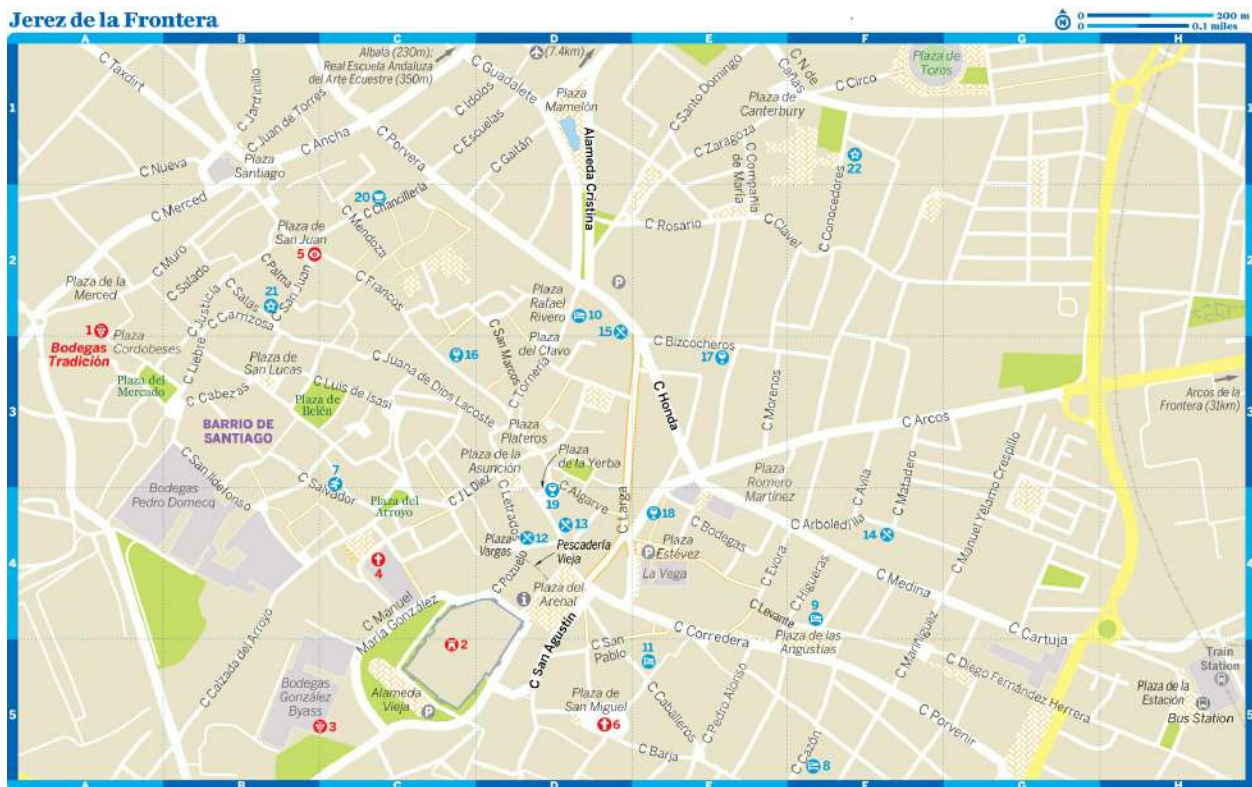 Jerez de la Frontera
0 200 m
0 0.1 miles
N
A B C D E F G H
1
2
3
4
5
Albalá (230m);
Real Escuela Andaluza
del Arte Ecuestre (350m)
(7.4km)
C Taxdirt
C Jardinillo
C Juan de Torres
C Ancha
C Nueva
Plaza
Santiago
C Merced
C Porvera
C Guadalete
C Idolos
C Escuelas
C Gaitán
Plaza
Mamelón
Alameda Cristina
C Santo Domingo
C N de
Cañas
C Circo
Plaza de
Toros
Plaza de
Canterbury
C Zaragoza
C Compañía
de María
22
C Conocedores
C Rosario
C Clavel
20
C Chancillería
C Mendoza
Plaza de
San Juan
5
C Muro
C Salado
C Palma
C San Juan
21
C Salas
C Carrizosa
C Francos
Plaza de la
Merced
1
Bodegas
Tradición
Plaza
Cordobeses
C Liebre
C Justicia
Plaza del
Mercado
Plaza de
San Lucas
C Cabezas
C Luis de Isasi
Plaza de
Belén
BARRIO DE
SANTIAGO
C Juana de Dios Lacoste
16
C San Marcos
C Tornería
Plaza
Rafael
Rivero
10
15
Plaza
del Clavo
P
C Bizcocheros
17
C Honda
C Morenos
C Arcos
Arcos de la
Frontera (31km)
Plaza
Plateros
Plaza de la
Asunción
Plaza
de la Yerba
C Algarve
19
13
C Larga
18
Plaza
Romero
Martínez
C Avila
C Matadero
C Manuel Yélamo Crespillo
C San Ildefonso
Bodegas
Pedro Domecq
7
C Salvador
Plaza del
Arroyo
C J L Díez
C Letrados
Plaza
Vargas
12
Pescadería
Vieja
C Pozuelo
4
C Manuel
María González
i
Plaza del
Arenal
P
Plaza
Estévez
La Vega
C Bodegas
C Arboledilla
14
C Evora
C Higueras
C Medina
C Levante
9
Plaza de las
Angustias
C Mariñiguez
C Cartuja
C Calzada del Arroyo
2
C San Agustín
C San
Pablo
11
C Corredera
C Diego Fernández Herrera
Train
Station
Plaza de la
Estación
Bus Station
Bodegas
González
Byass
3
Alameda
Vieja
P
Plaza de
San Miguel
6
C Caballeros
C Pedro Alonso
C Barja
C Cazón
8
C Porvenir
A B C D E F G H